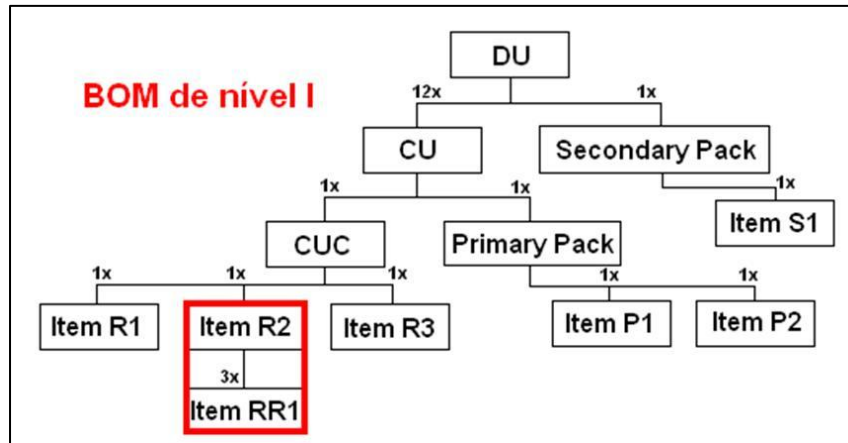 DU
BOM de nível I
12x
1x
CU
Secondary Pack
1x
1x
1x
Item S1
CUC
Primary Pack
1x
1x
1x
1x
1x
Item R1
Item R2
Item R3
Item P1
Item P2
3x
Item RR1